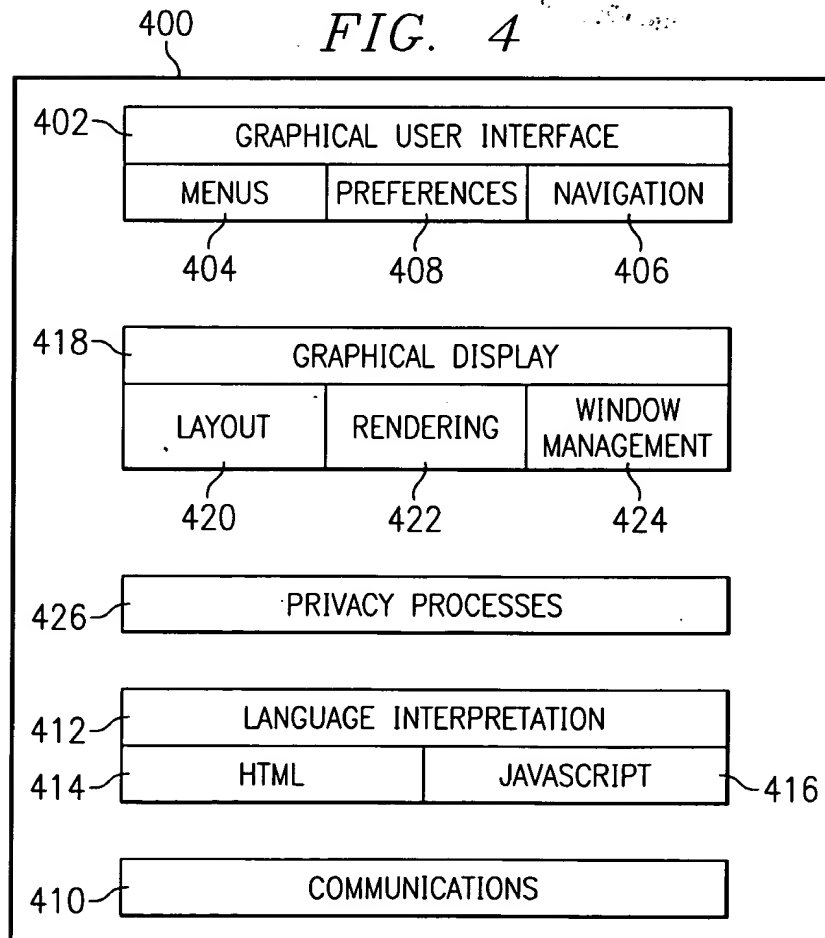 FIG. 4
400
402
GRAPHICAL USER INTERFACE
MENUS PREFERENCES NAVIGATION
404 408 406
418
GRAPHICAL DISPLAY
LAYOUT RENDERING WINDOW MANAGEMENT
420 422 424
426
PRIVACY PROCESSES
412
LANGUAGE INTERPRETATION
414
HTML JAVASCRIPT
416
410
COMMUNICATIONS